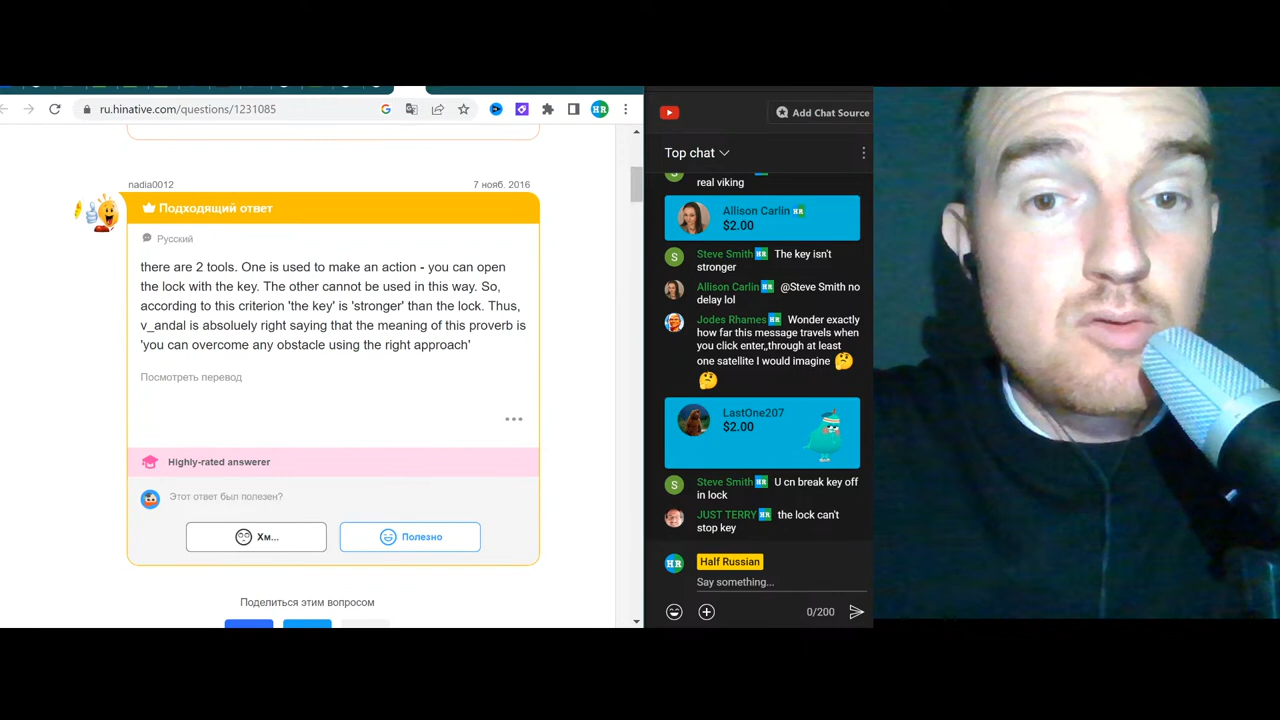 ru.hinative.com/questions/1231085
HR
nadia0012
7 нояб. 2016
Подходящий ответ
Русский
there are 2 tools. One is used to make an action - you can open
the lock with the key. The other cannot be used in this way. So,
according to this criterion 'the key' is 'stronger' than the lock. Thus,
v_andal is absoluely right saying that the meaning of this proverb is
'you can overcome any obstacle using the right approach'
Посмотреть перевод
Highly-rated answerer
Этот ответ был полезен?
Хм...
Полезно
Поделиться этим вопросом
Add Chat Source
Top chat
real viking
Allison Carlin HR
$2.00
S
Steve Smith HR The key isn't
stronger
Allison Carlin HR @Steve Smith no
delay lol
Jodes Rhames HR Wonder exactly
how far this message travels when
you click enter,,through at least
one satellite I would imagine
LastOne207
$2.00
S
Steve Smith HR U cn break key off
in lock
JUST TERRY HR the lock can't
stop key
HR
Half Russian
Say something...
0/200